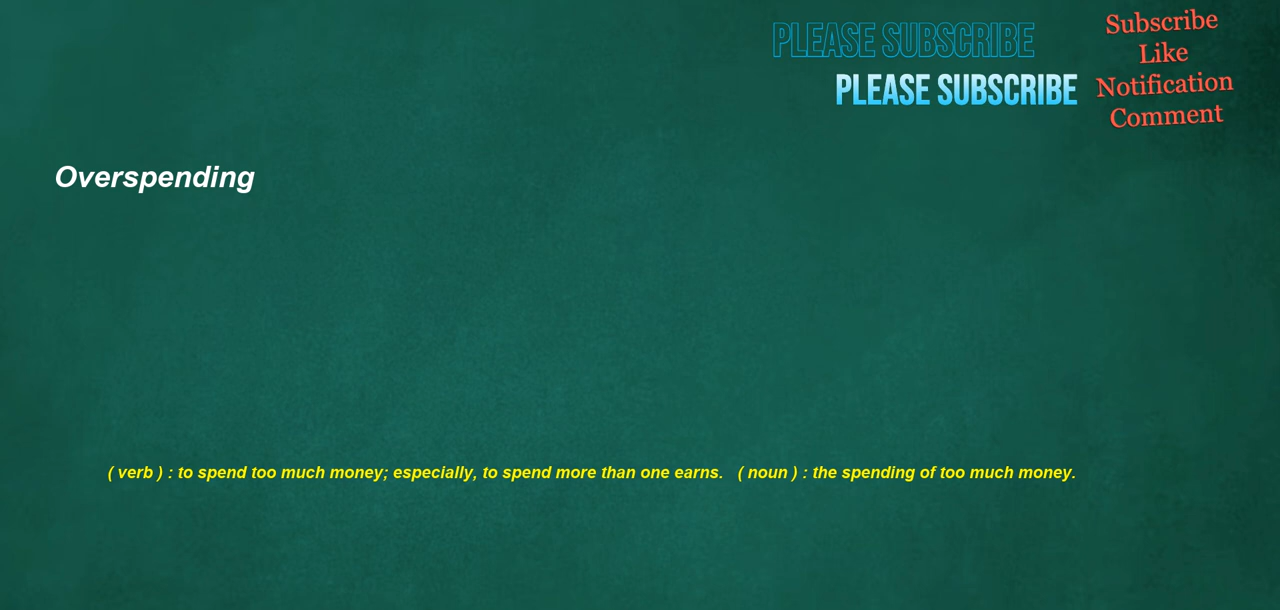 PLEASE SUBSCRIBE
PLEASE SUBSCRIBE
Subscribe
Like
Notification
Comment
Overspending
( verb ) : to spend too much money; especially, to spend more than one earns.   ( noun ) : the spending of too much money.